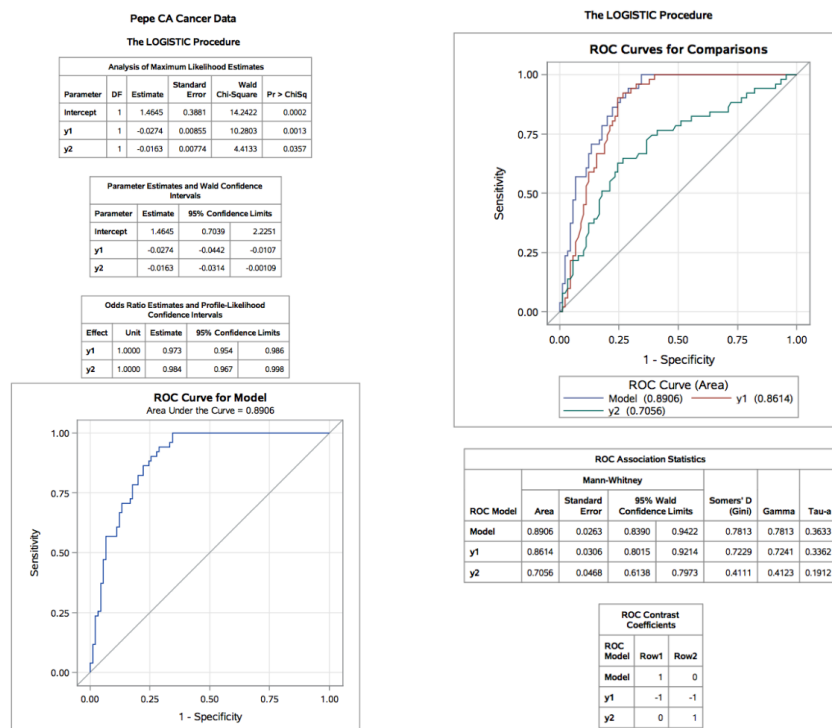 Pepe CA Cancer Data
The LOGISTIC Procedure
Analysis of Maximum Likelihood Estimates
Parameter DF Estimate Standard Error Wald Chi-Square Pr > ChiSq
Intercept 1 1.4645 0.3881 14.2422 0.0002
y1 1 -0.0274 0.00855 10.2803 0.0013
y2 1 -0.0163 0.00774 4.4133 0.0357
Parameter Estimates and Wald Confidence
Intervals
Parameter Estimate 95% Confidence Limits
Intercept 1.4645 0.7039 2.2251
y1 -0.0274 -0.0442 -0.0107
y2 -0.0163 -0.0314 -0.00109
Odds Ratio Estimates and Profile-Likelihood
Confidence Intervals
Effect Unit Estimate 95% Confidence Limits
y1 1.0000 0.973 0.954 0.986
y2 1.0000 0.984 0.967 0.998
ROC Curve for Model
Area Under the Curve = 0.8906
1.00
0.75
0.50
0.25
0.00
Sensitivity
0.00 0.25 0.50 0.75 1.00
1 - Specificity
The LOGISTIC Procedure
ROC Curves for Comparisons
1.00
0.75
0.50
0.25
0.00
Sensitivity
0.00 0.25 0.50 0.75 1.00
1 - Specificity
ROC Curve (Area)
Model (0.8906) y1 (0.8614)
y2 (0.7056)
ROC Association Statistics
Mann-Whitney
ROC Model Area Standard Error 95% Wald Confidence Limits Somers' D (Gini) Gamma Tau-a
Model 0.8906 0.0263 0.8390 0.9422 0.7813 0.7813 0.3633
y1 0.8614 0.0306 0.8015 0.9214 0.7229 0.7241 0.3362
y2 0.7056 0.0468 0.6138 0.7973 0.4111 0.4123 0.1912
ROC Contrast
Coefficients
ROC Model Row1 Row2
Model 1 0
y1 -1 -1
y2 0 1